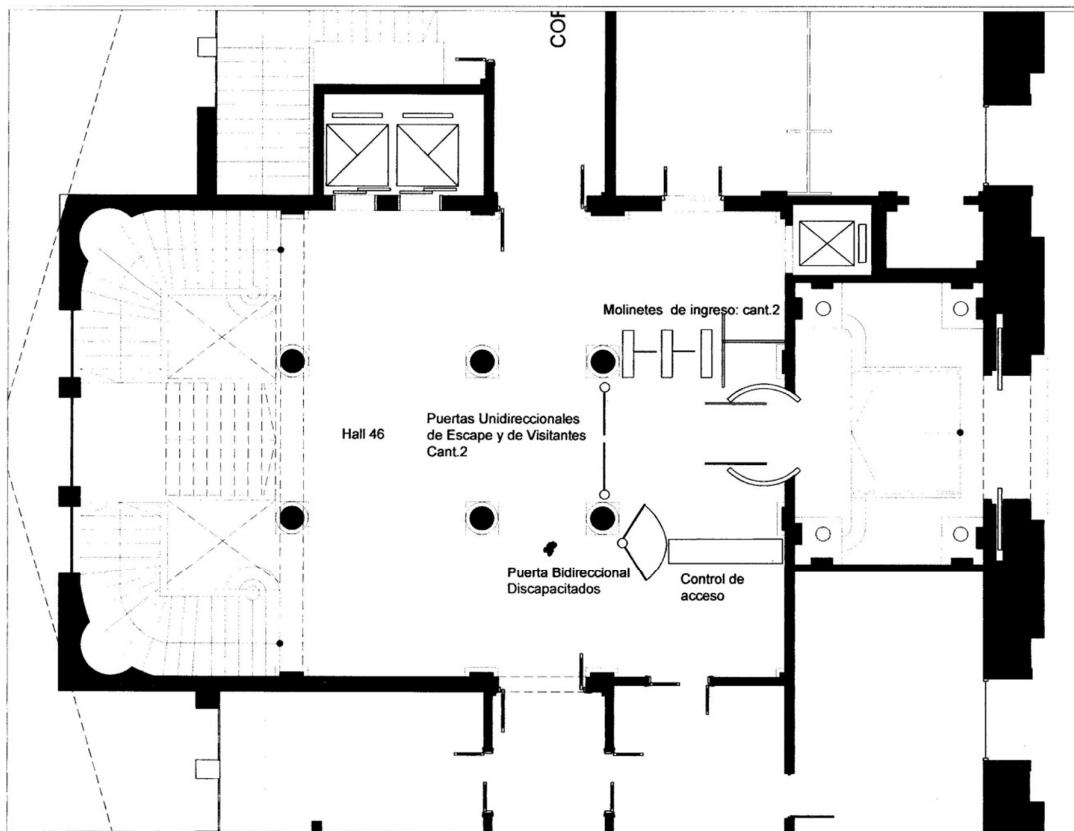 COR
Molinetes de ingreso: cant.2
Puertas Unidireccionales
de Escape y de Visitantes
Cant.2
Hall 46
Puerta Bidireccional
Discapacitados
Control de
acceso